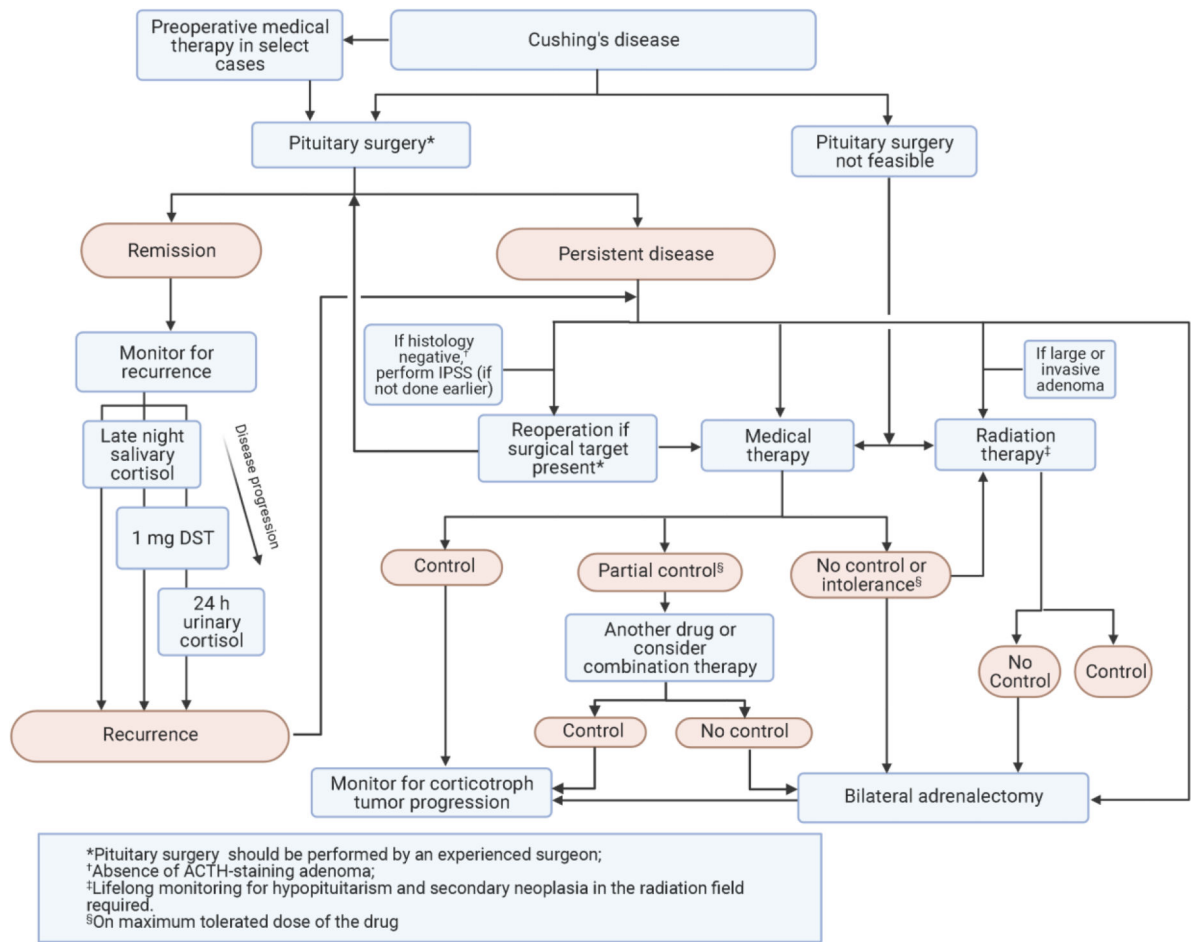 Preoperative medical
therapy in select
cases
Cushing's disease
Pituitary surgery*
Pituitary surgery
not feasible
Remission
Persistent disease
Monitor for
recurrence
If histology
negative,†
perform IPSS (if
not done earlier)
If large or
invasive
adenoma
Late night
salivary
cortisol
Disease progression
Reoperation if
surgical target
present*
Medical
therapy
Radiation
therapy‡
1 mg DST
24 h
urinary
cortisol
Control
Partial control§
No control or
intolerance§
Another drug or
consider
combination therapy
No
Control
Control
Recurrence
Control
No control
Monitor for corticotroph
tumor progression
Bilateral adrenalectomy
*Pituitary surgery should be performed by an experienced surgeon;
†Absence of ACTH-staining adenoma;
‡Lifelong monitoring for hypopituitarism and secondary neoplasia in the radiation field
required.
§On maximum tolerated dose of the drug